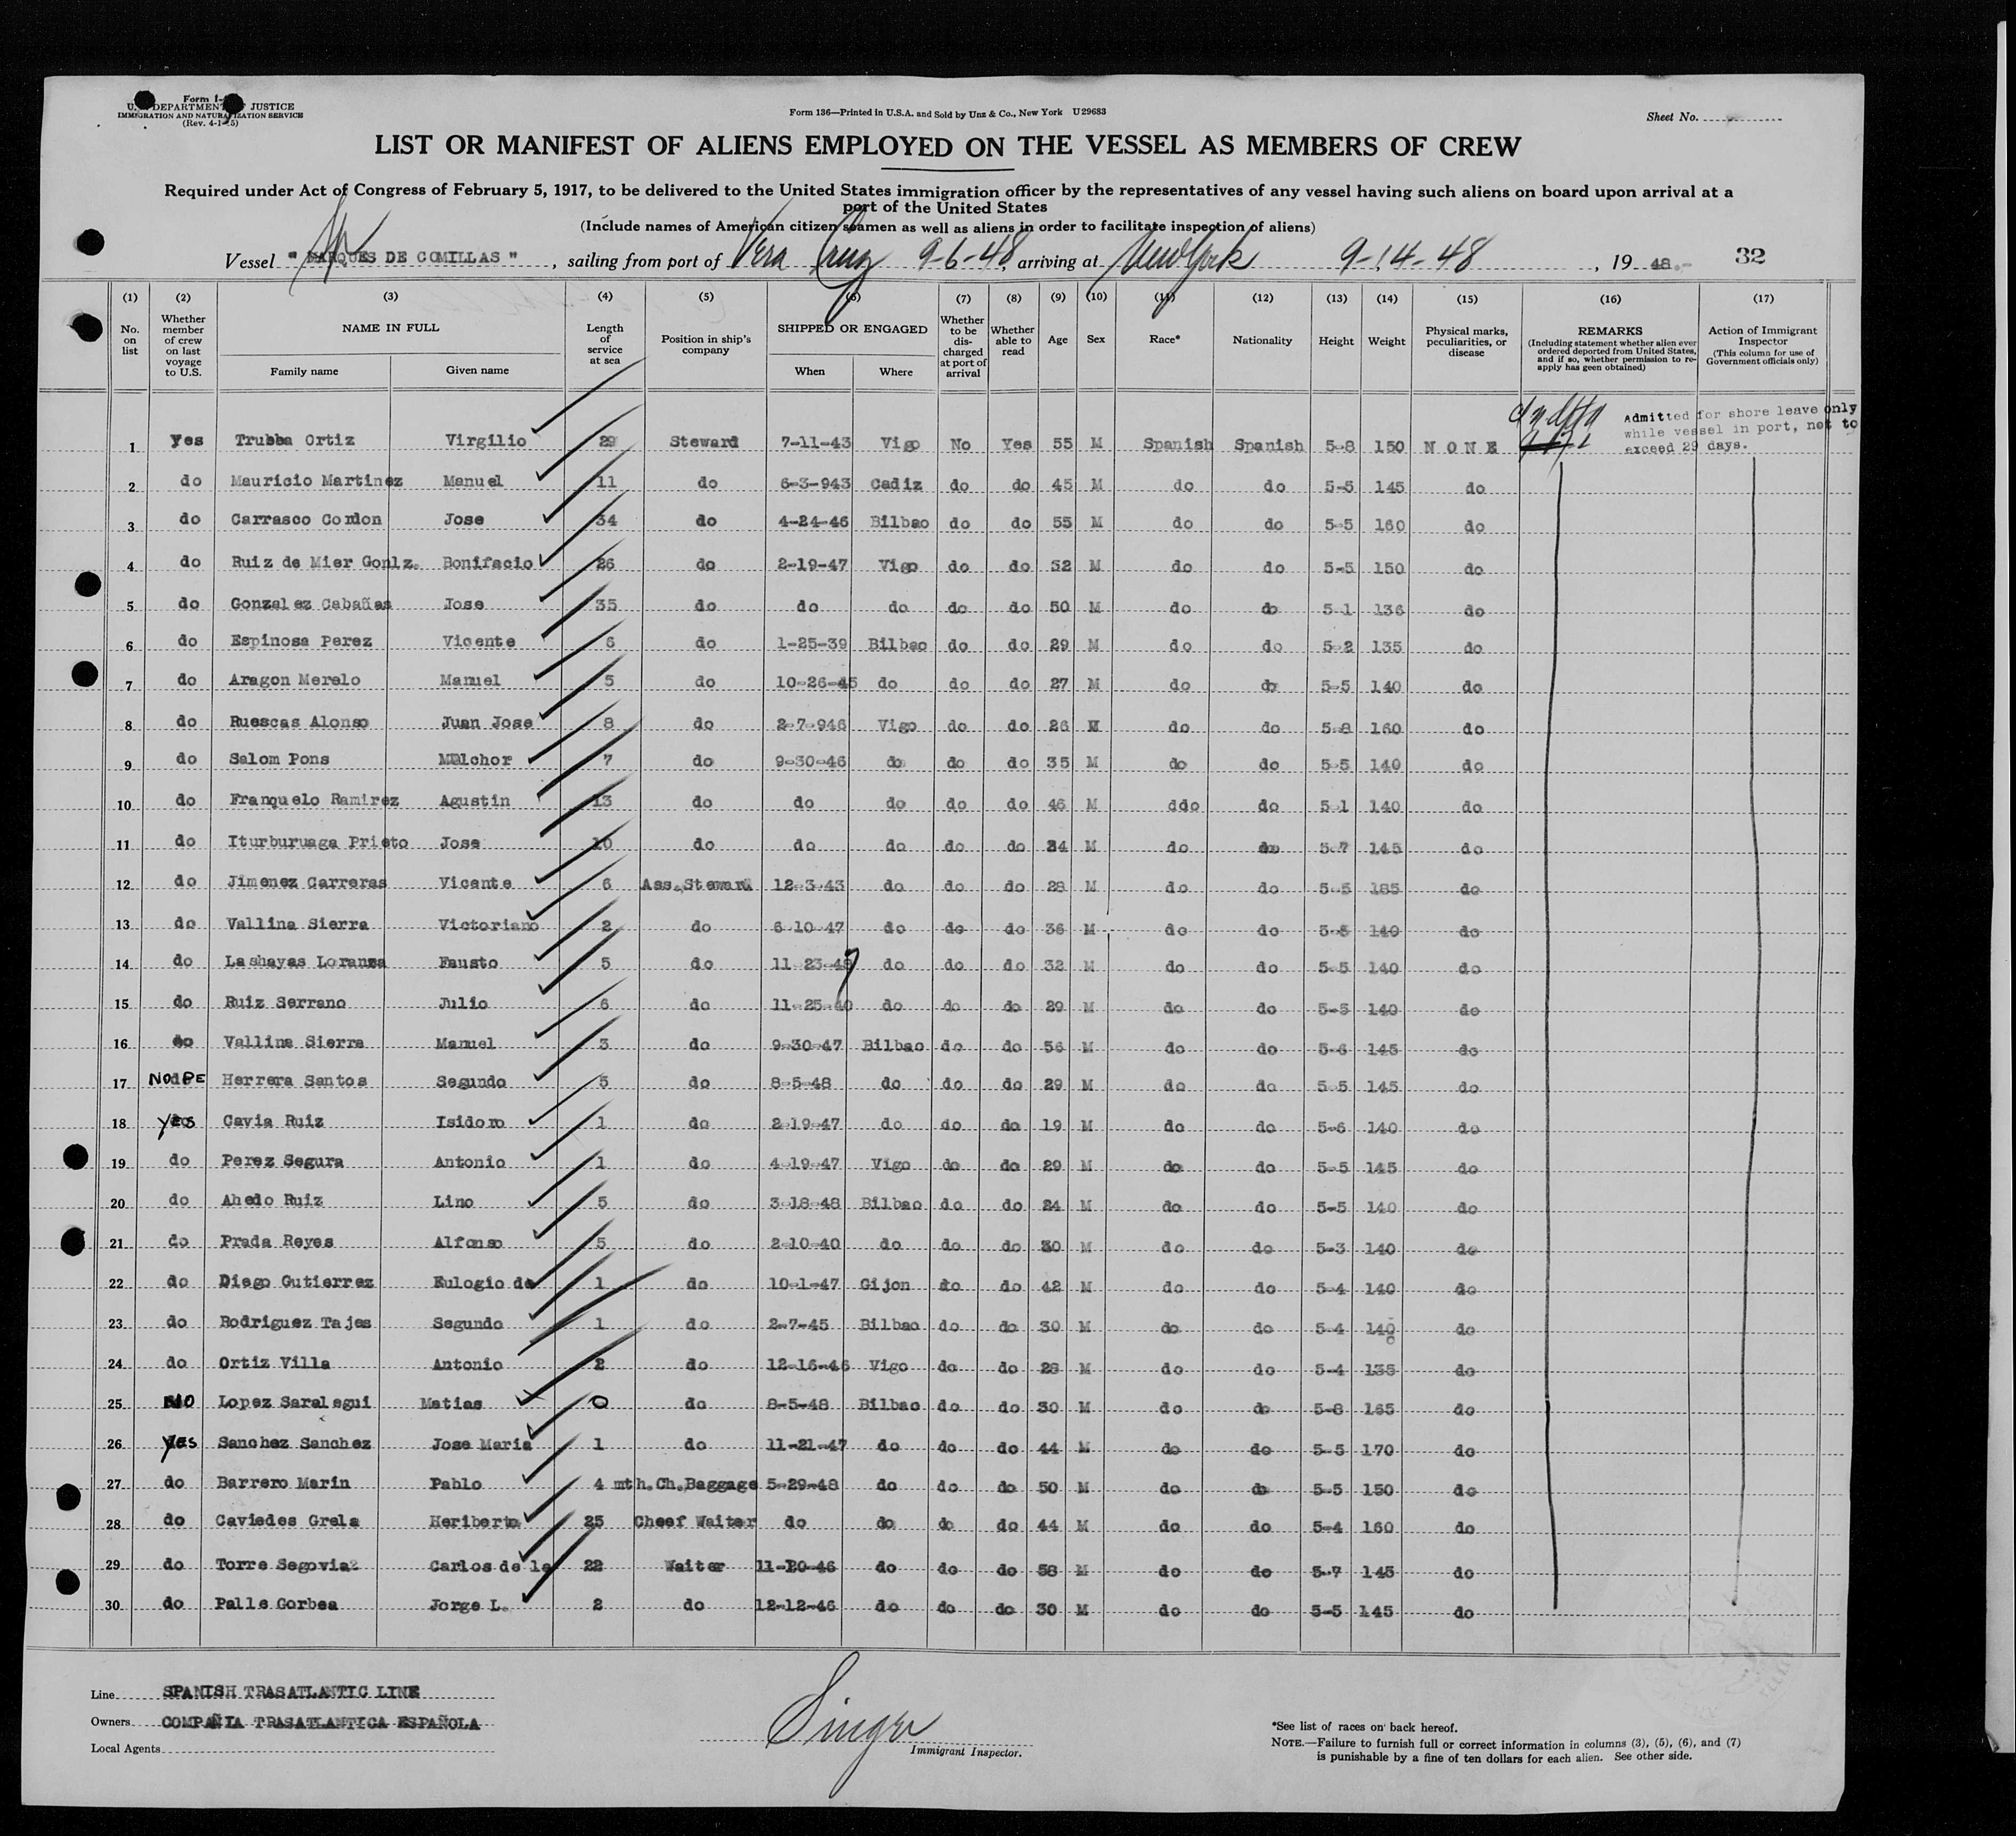 U. S. DEPARTMENT OF JUSTICE
IMMIGRATION AND NATURALIZATION SERVICE
Form 136—Printed in U.S.A. and Sold by Unz & Co., New York U 29683
Sheet No.
LIST OR MANIFEST OF ALIENS EMPLOYED ON THE VESSEL AS MEMBERS OF CREW
Required under Act of Congress of February 5, 1917, to be delivered to the United States immigration officer by the representatives of any vessel having such aliens on board upon arrival at a
port of the United States
(Include names of American citizen seamen as well as aliens in order to facilitate inspection of aliens)
Vessel "MARQUES DE COMILLAS", sailing from port of Vera Cruz 9-6-48, arriving at New York 9-14-48, 19 48.- 32
(1) (2) (3) (4) (5) (6) (7) (8) (9) (10) (11) (12) (13) (14) (15) (16) (17)
No. on list Whether member of crew on last voyage to U.S. NAME IN FULL Family name Given name Length of service at sea Position in ship's company SHIPPED OR ENGAGED When Where Whether to be discharged at port of arrival Whether able to read Age Sex Race* Nationality Height Weight Physical marks, peculiarities, or disease REMARKS (Including statement whether alien ever ordered deported from United States, and if so, whether permission to reapply has geen obtained) Action of Immigrant Inspector (This column for use of Government officials only)
Admitted for shore leave only
while vessel in port, not to
exceed 29 days.
1 Yes Trubba Ortiz Virgilio 29 Steward 7-11-43 Vigo No Yes 55 M Spanish Spanish 5-8 150 NONE
2 do Mauricio Martinez Manuel 11 do 6-3-943 Cadiz do do 45 M do do 5-5 145 do
3 do Carrasco Cordon Jose 34 do 4-24-46 Bilbao do do 55 M do do 5-5 160 do
4 do Ruiz de Mier Gonlz. Bonifacio 26 do 2-19-47 Vigo do do 52 M do do 5-5 150 do
5 do Gonzalez Cabañas Jose 35 do do do do do 50 M do do 5-1 136 do
6 do Espinosa Perez Vicente 6 do 1-25-39 Bilbao do do 29 M do do 5-2 135 do
7 do Aragon Merelo Manuel 5 do 10-26-45 do do do 27 M do do 5-5 140 do
8 do Ruescas Alonso Juan Jose 8 do 2-7-946 Vigo do do 26 M do do 5-8 160 do
9 do Salom Pons Melchor 7 do 9-30-46 do do do 35 M do do 5-5 140 do
10 do Franquelo Ramirez Agustin 13 do do do do do 46 M ddo do 5-1 140 do
11 do Iturburuaga Prieto Jose 10 do do do do do 34 M do do 5-7 145 do
12 do Jimenez Carreras Vicente 6 Ass.Steward 12-3-43 do do do 28 M do do 5-5 185 do
13 do Vallina Sierra Victoriano 2 do 6-10-47 do do do 36 M do do 5-5 140 do
14 do Lashayas Loranza Fausto 5 do 11-23-47 do do do 32 M do do 5-5 140 do
15 do Ruiz Serrano Julio 6 do 11-25-40 do do do 29 M do do 5-5 140 do
16 do Vallina Sierra Manuel 3 do 9-30-47 Bilbao do do 56 M do do 5-6 145 do
17 NO Herrera Santos Segundo 5 do 8-5-48 do do do 29 M do do 5-5 145 do
18 Yes Cavia Ruiz Isidoro 1 do 2-19-47 do do do 19 M do do 5-6 140 do
19 do Perez Segura Antonio 1 do 4-19-47 Vigo do do 29 M do do 5-5 145 do
20 do Ahedo Ruiz Lino 5 do 3-18-48 Bilbao do do 24 M do do 5-5 140 do
21 do Prada Reyes Alfonso 5 do 2-10-40 do do do 30 M do do 5-3 140 do
22 do Diego Gutierrez Eulogio de 1 do 10-1-47 Gijon do do 42 M do do 5-4 140 do
23 do Rodriguez Tajes Segundo 1 do 2-7-45 Bilbao do do 30 M do do 5-4 140 do
24 do Ortiz Villa Antonio 2 do 12-16-46 Vigo do do 28 M do do 5-4 135 do
25 NO Lopez Saralegui Matias 0 do 8-5-48 Bilbao do do 30 M do do 5-8 165 do
26 Yes Sanchez Sanchez Jose Maria 1 do 11-21-47 do do do 44 M do do 5-5 170 do
27 do Barrero Marin Pablo 4 mth. Ch. Baggage 5-29-48 do do do 50 M do do 5-5 150 do
28 do Caviedes Grela Heriberto 25 Cheef Waiter do do do do 44 M do do 5-4 160 do
29 do Torre Segovia Carlos de la 22 Waiter 11-20-46 do do do 58 M do do 5-7 145 do
30 do Palle Gorbea Jorge L. 2 do 12-12-46 do do do 30 M do do 5-5 145 do
Line SPANISH TRASATLANTIC LINE
Owners COMPAÑIA TRASATLANTICA ESPAÑOLA
Local Agents
Singer
Immigrant Inspector.
*See list of races on back hereof.
NOTE.—Failure to furnish full or correct information in columns (3), (5), (6), and (7)
is punishable by a fine of ten dollars for each alien. See other side.